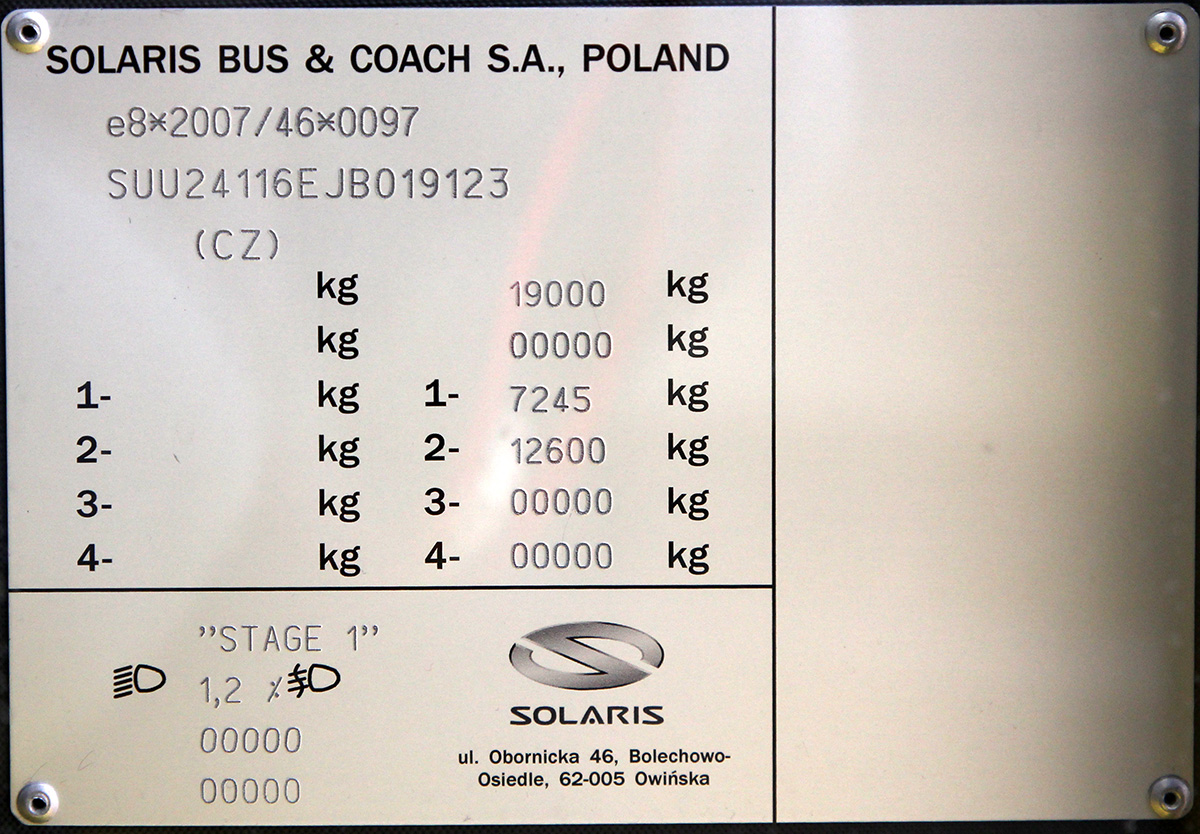 SOLARIS BUS & COACH S.A., POLAND
e8*2007/46*0097
SUU24116EJB019123
(CZ)
kg 19000 kg
kg 00000 kg
1- kg 1- 7245 kg
2- kg 2- 12600 kg
3- kg 3- 00000 kg
4- kg 4- 00000 kg
"STAGE 1"
1,2 %
00000
00000
SOLARIS
ul. Obornicka 46, Bolechowo-
Osiedle, 62-005 Owińska